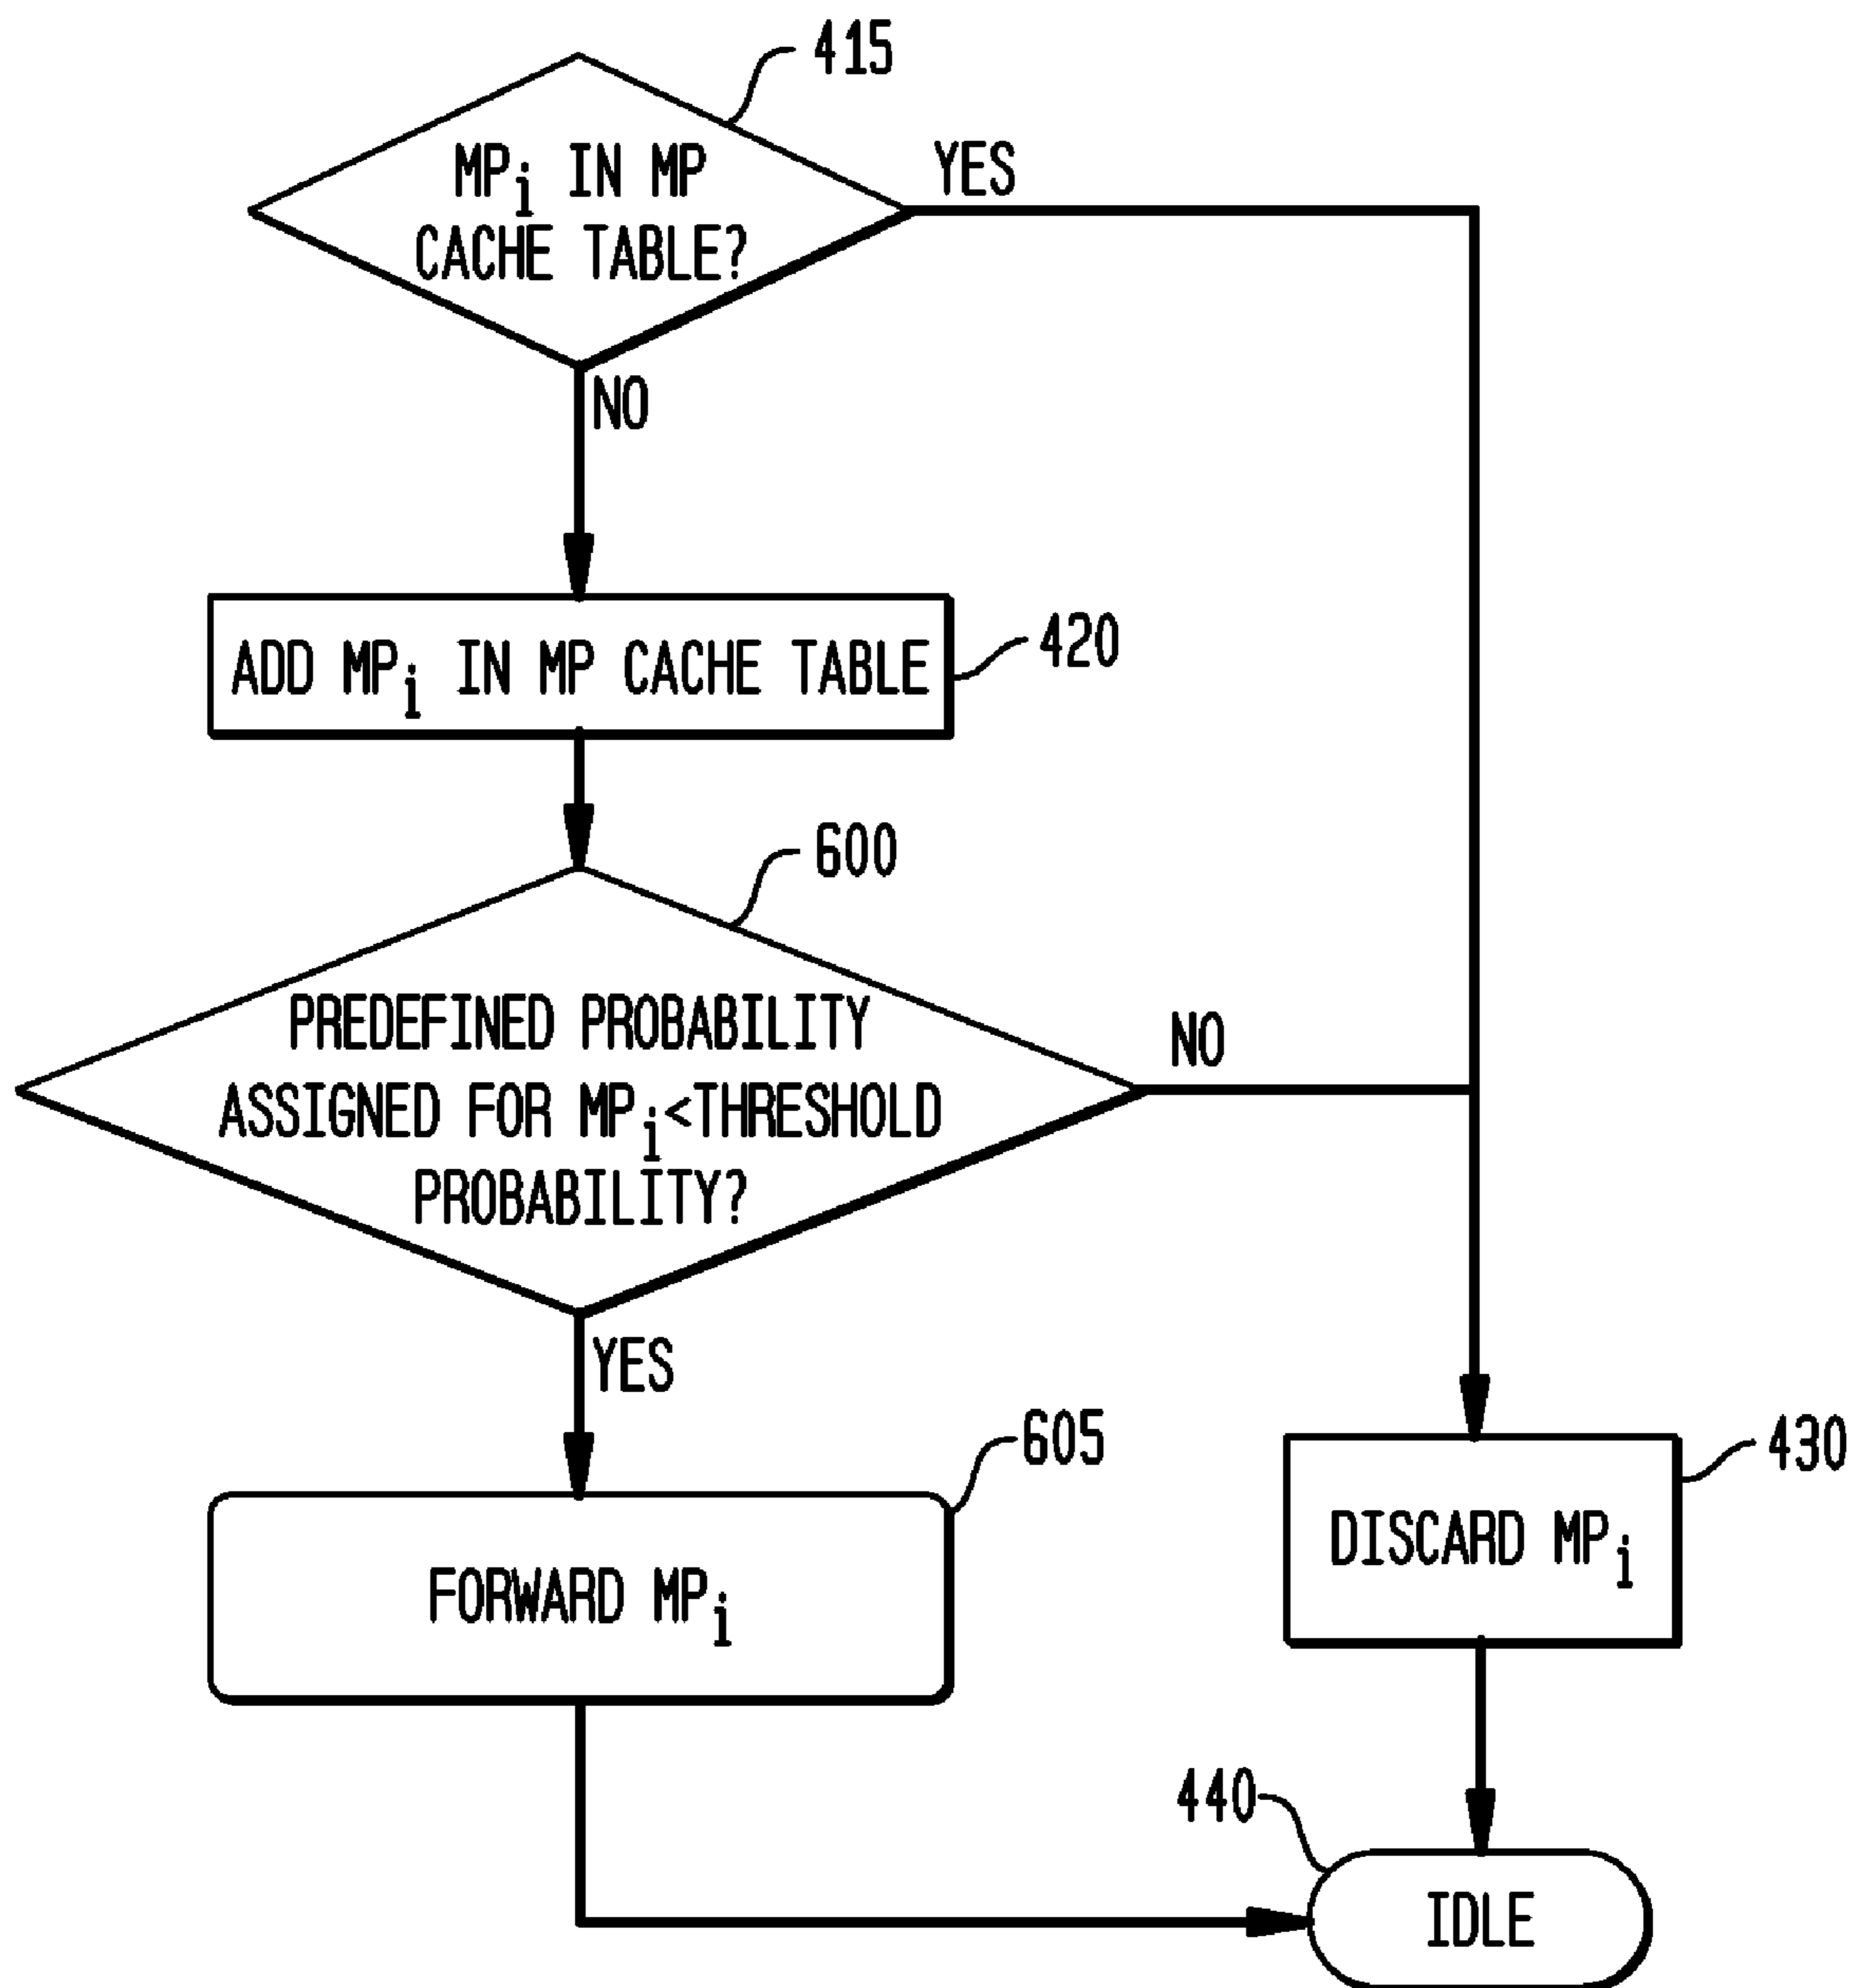 415
MPi IN MP
CACHE TABLE?
YES
NO
ADD MPi IN MP CACHE TABLE
420
600
PREDEFINED PROBABILITY
ASSIGNED FOR MPi<THRESHOLD
PROBABILITY?
NO
YES
605
FORWARD MPi
430
DISCARD MPi
440
IDLE